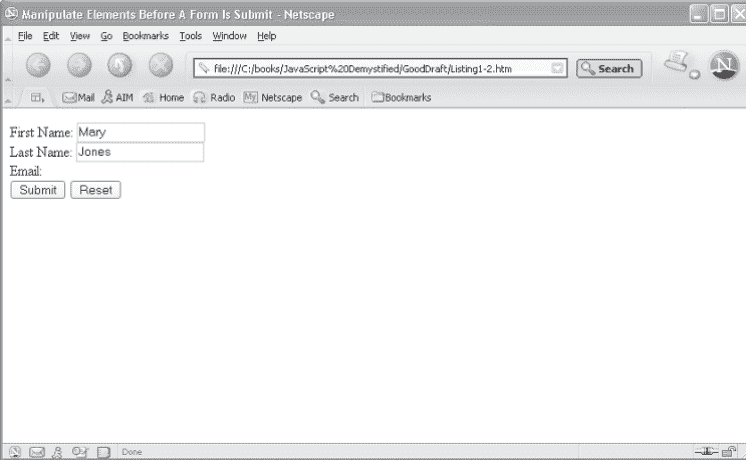 Manipulate Elements Before A Form Is Submit - Netscape
File Edit View Go Bookmarks Tools Window Help
file:///C:/books/JavaScript%20Demystified/GoodDraft/Listing1-2.htm Search N
Mail AIM Home Radio My Netscape Search Bookmarks
First Name: Mary
Last Name: Jones
Email:
Submit Reset
Done